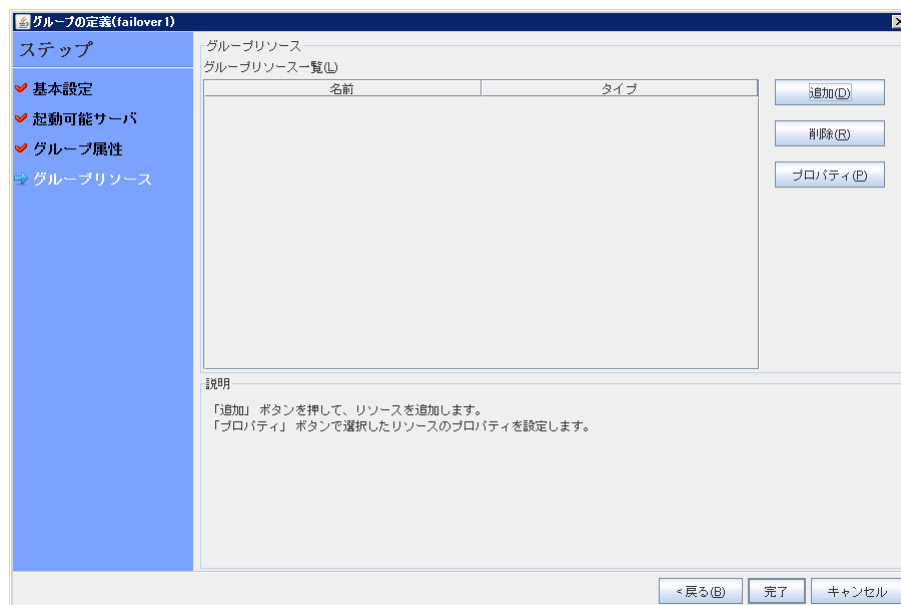 グループの定義(failover1)
ステップ
基本設定
起動可能サーバ
グループ属性
グループリソース
グループリソース
グループリソース一覧(L)
名前
タイプ
追加(D)
削除(R)
プロパティ(P)
説明
「追加」 ボタンを押して、リソースを追加します。
「プロパティ」 ボタンで選択したリソースのプロパティを設定します。
<戻る(B)
完了
キャンセル